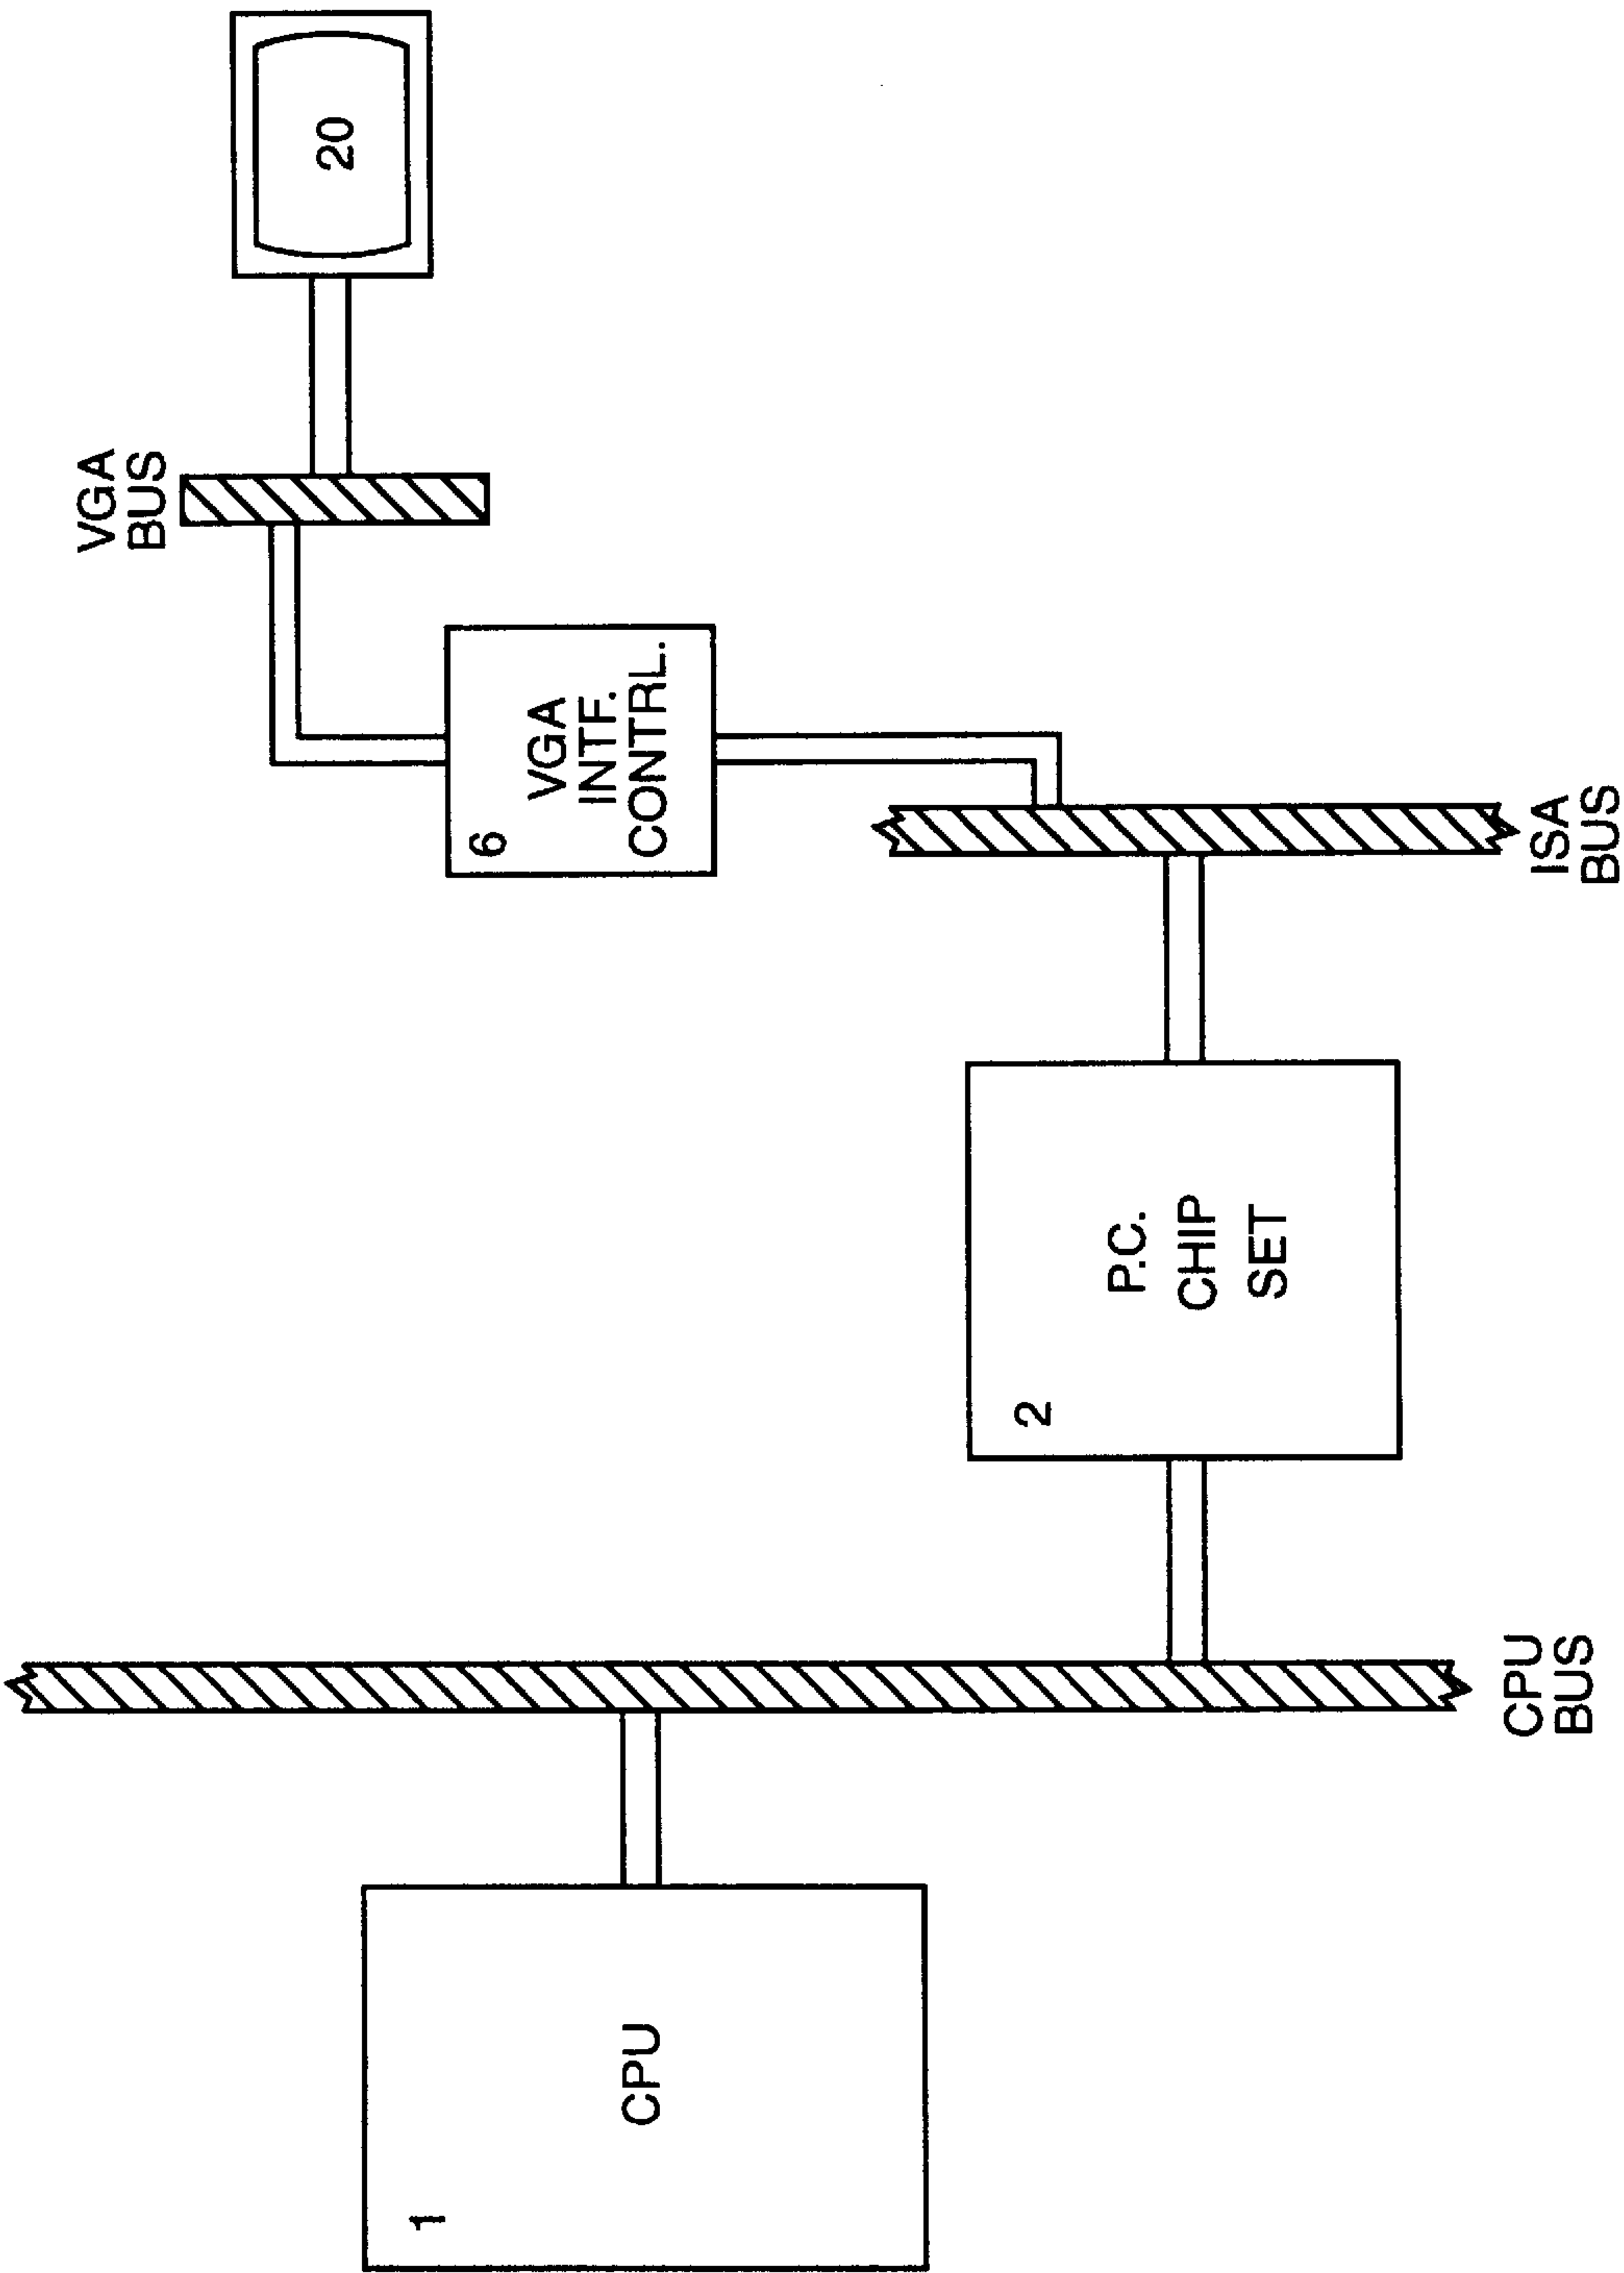 1
CPU
CPU
BUS
2
P.C.
CHIP
SET
ISA
BUS
6
VGA
INTF.
CONTRL.
VGA
BUS
20